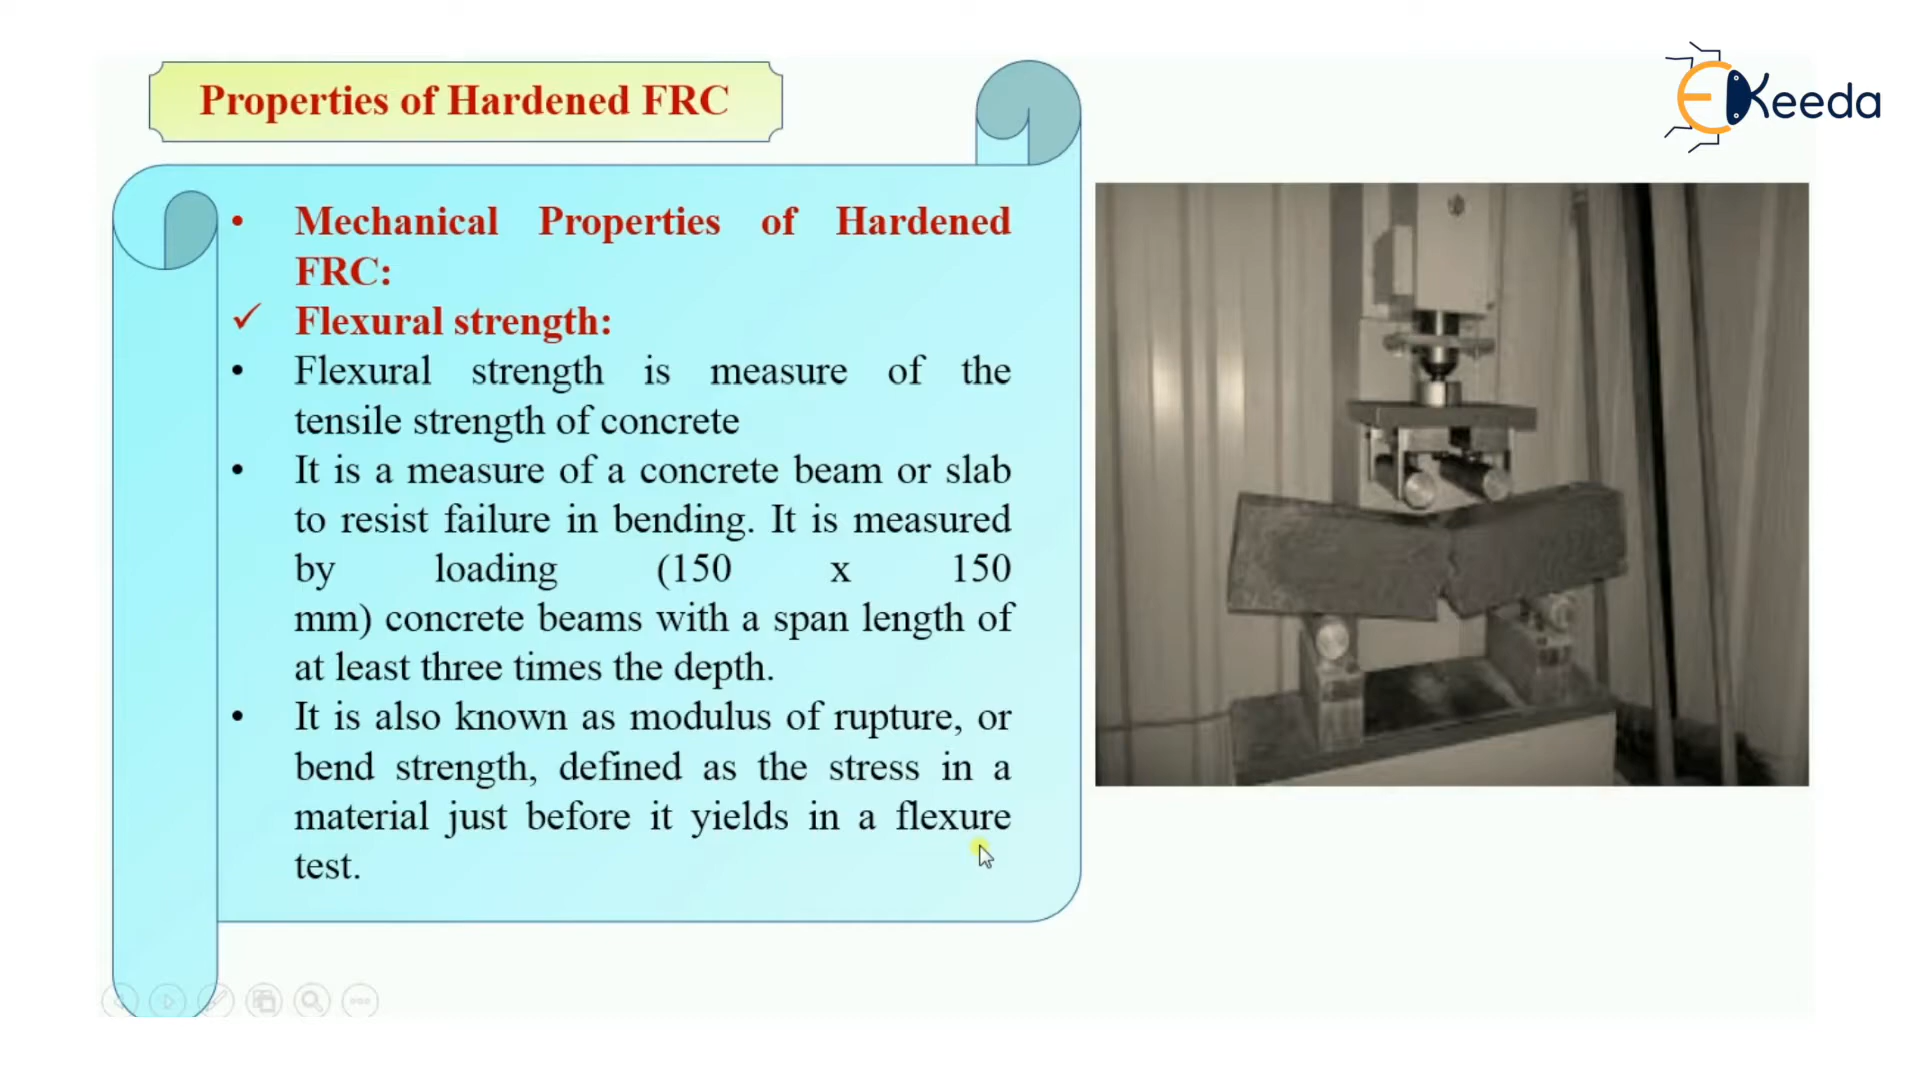 Properties of Hardened FRC
EKeeda
• Mechanical Properties of Hardened
FRC:
✓ Flexural strength:
• Flexural strength is measure of the
tensile strength of concrete
• It is a measure of a concrete beam or slab
to resist failure in bending. It is measured
by loading (150 x 150
mm) concrete beams with a span length of
at least three times the depth.
• It is also known as modulus of rupture, or
bend strength, defined as the stress in a
material just before it yields in a flexure
test.